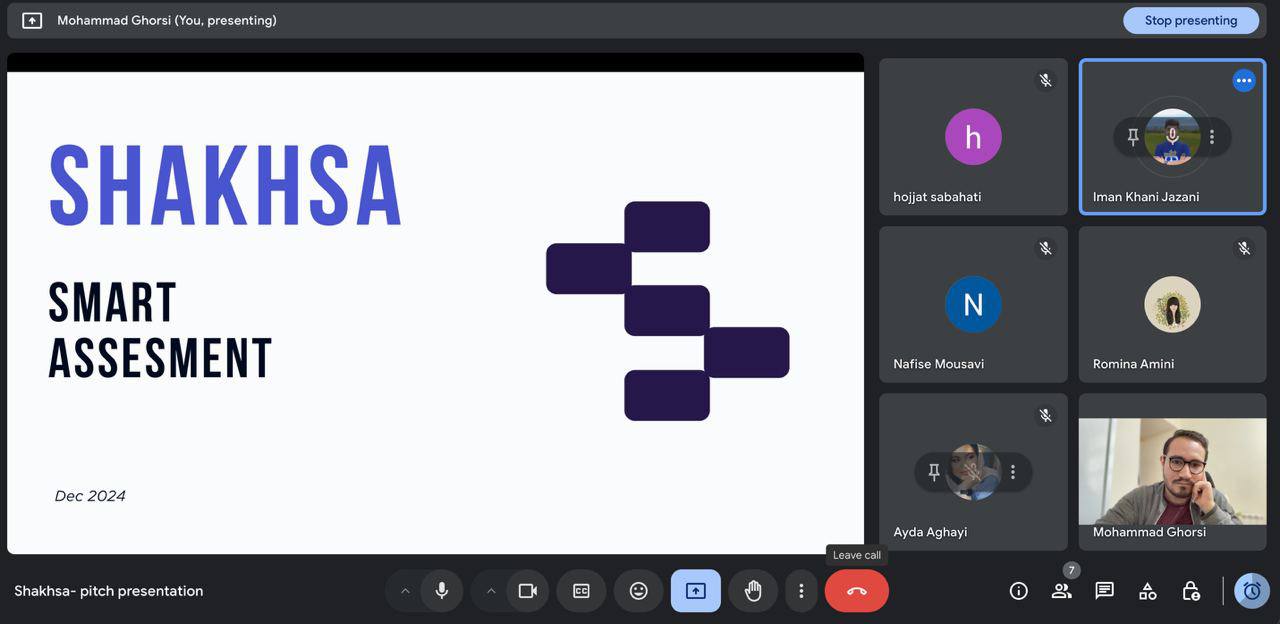 Mohammad Ghorsi (You, presenting)
Stop presenting
SHAKHSA
SMART
ASSESMENT
Dec 2024
h
hojjat sabahati
Iman Khani Jazani
N
Nafise Mousavi
Romina Amini
Ayda Aghayi
Mohammad Ghorsi
Leave call
Shakhsa- pitch presentation
CC
7